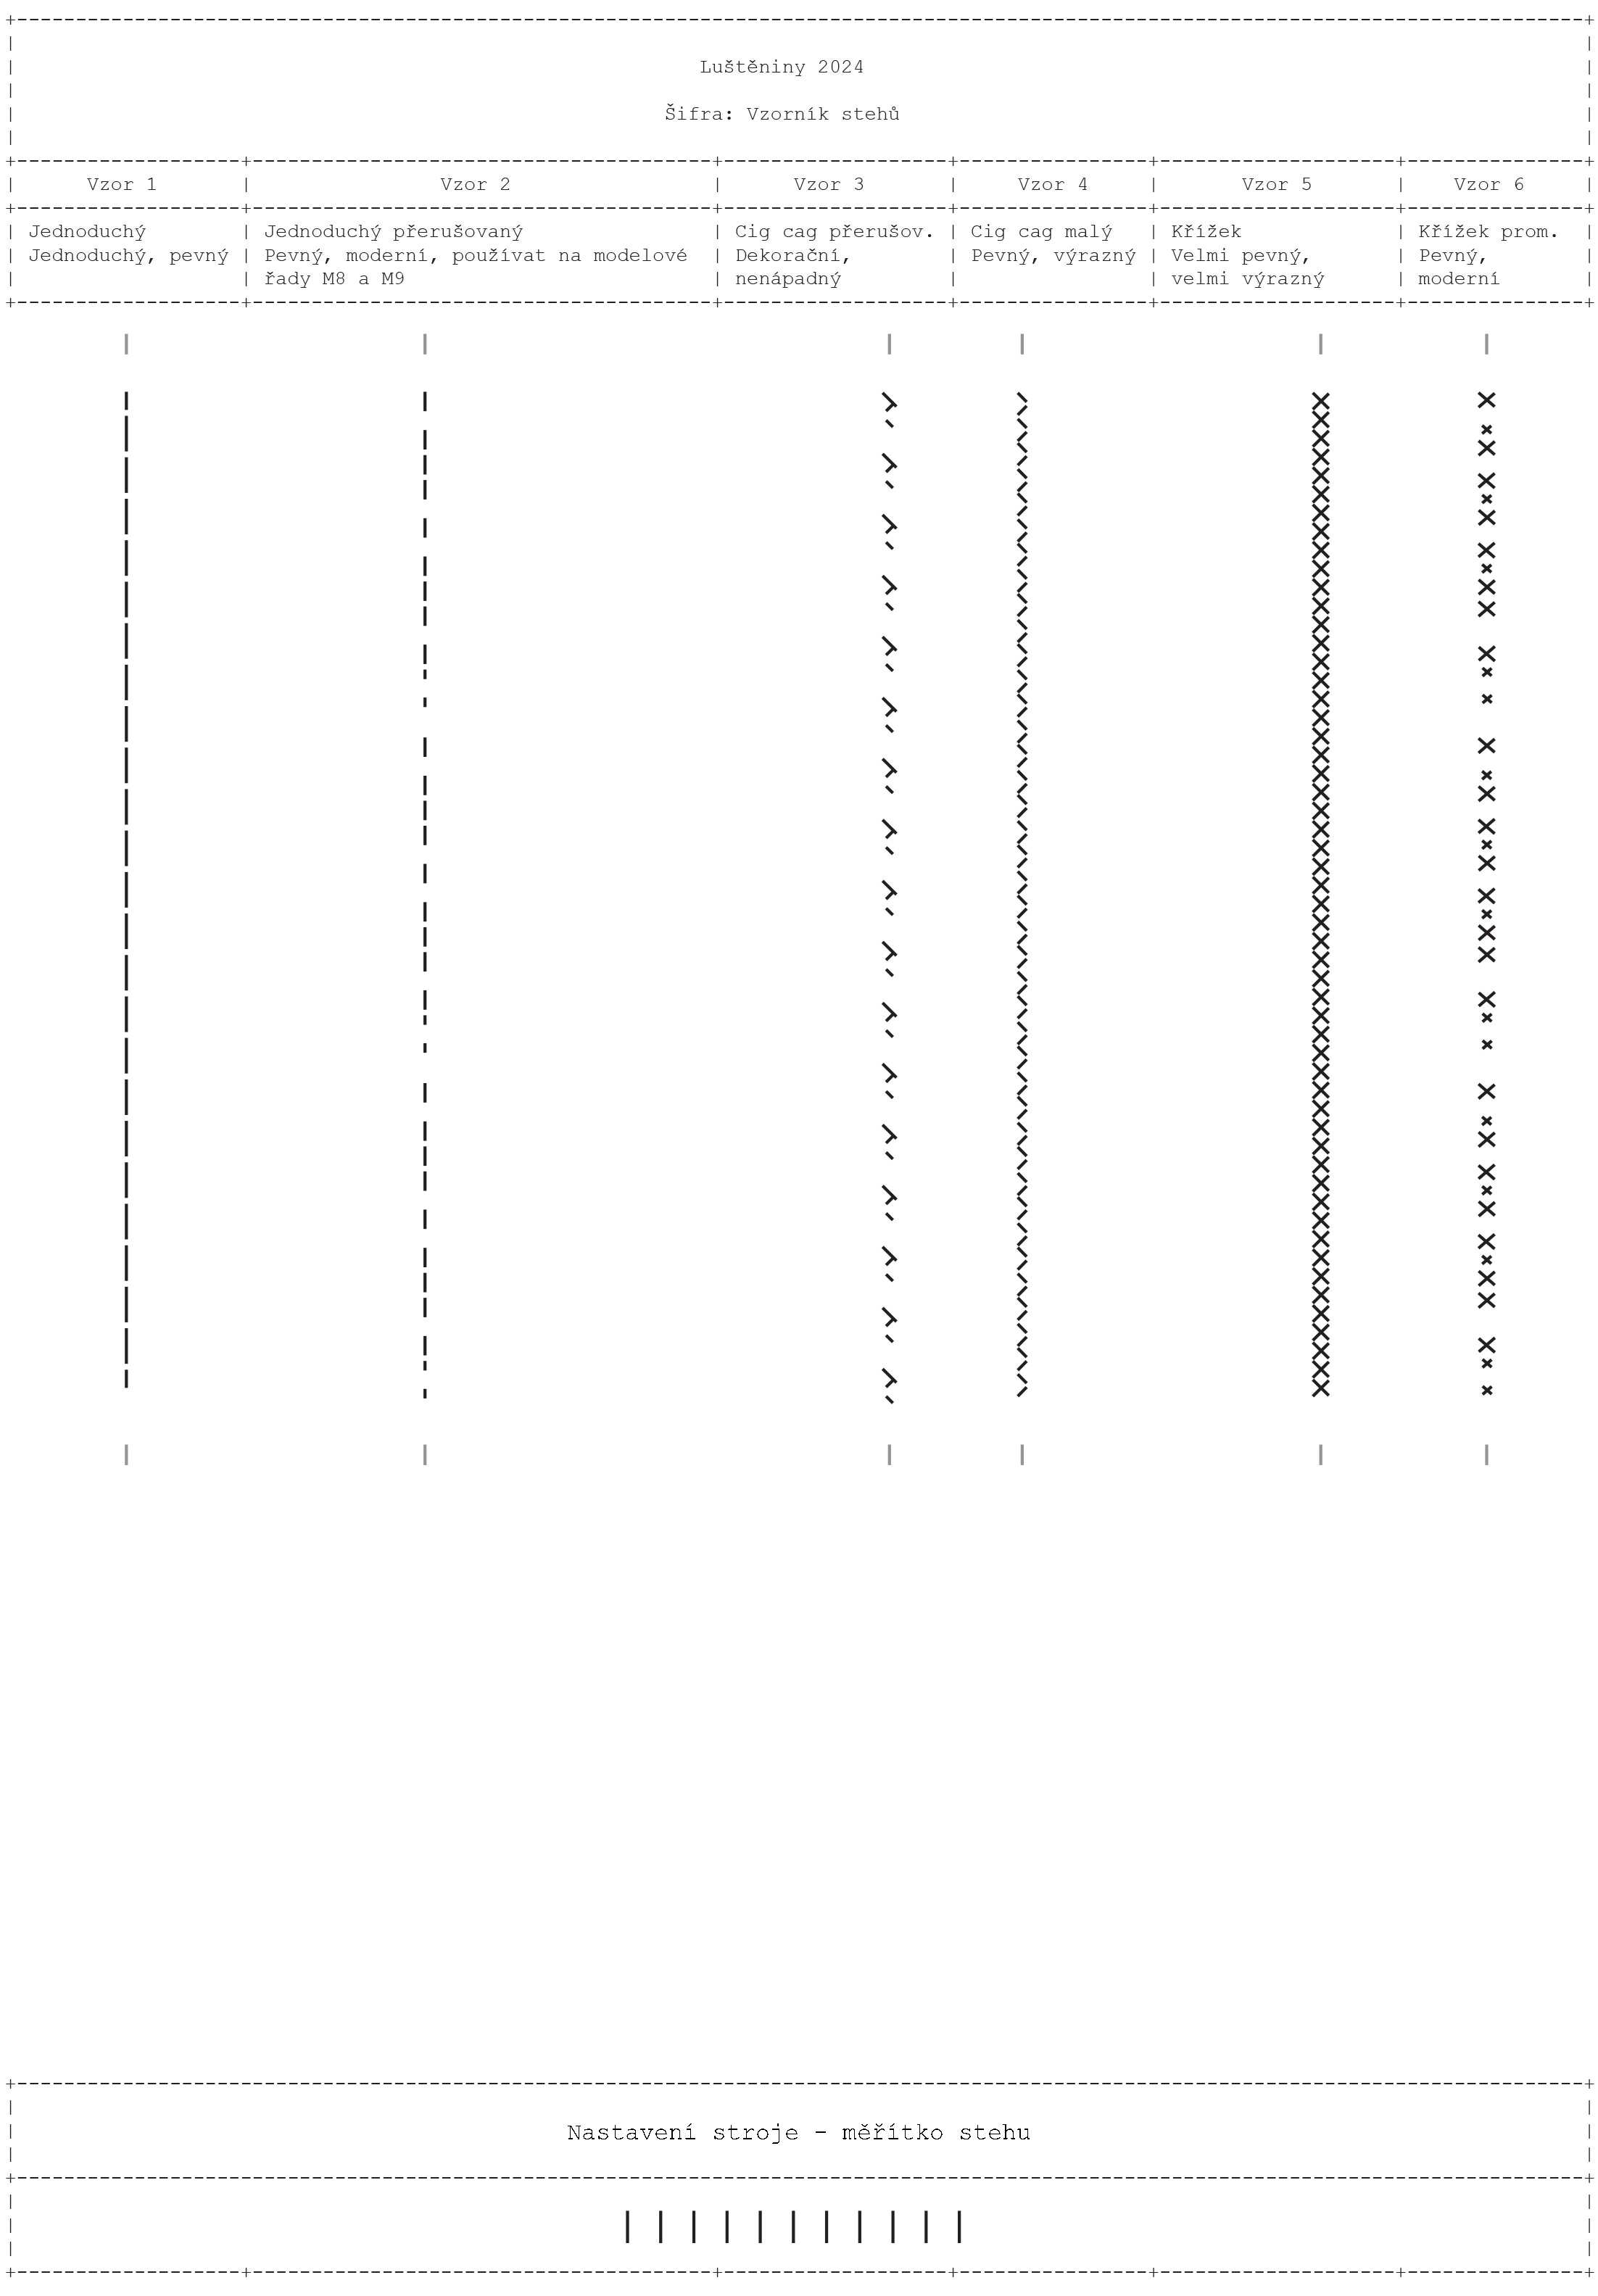 Luštěniny 2024
Šifra: Vzorník stehů
Vzor 1 Vzor 2 Vzor 3 Vzor 4 Vzor 5 Vzor 6
Jednoduchý Jednoduchý přerušovaný Cig cag přerušov. Cig cag malý Křížek Křížek prom.
Jednoduchý, pevný Pevný, moderní, používat na modelové Dekorační, Pevný, výrazný Velmi pevný, Pevný,
řady M8 a M9 nenápadný velmi výrazný moderní
Nastavení stroje - měřítko stehu